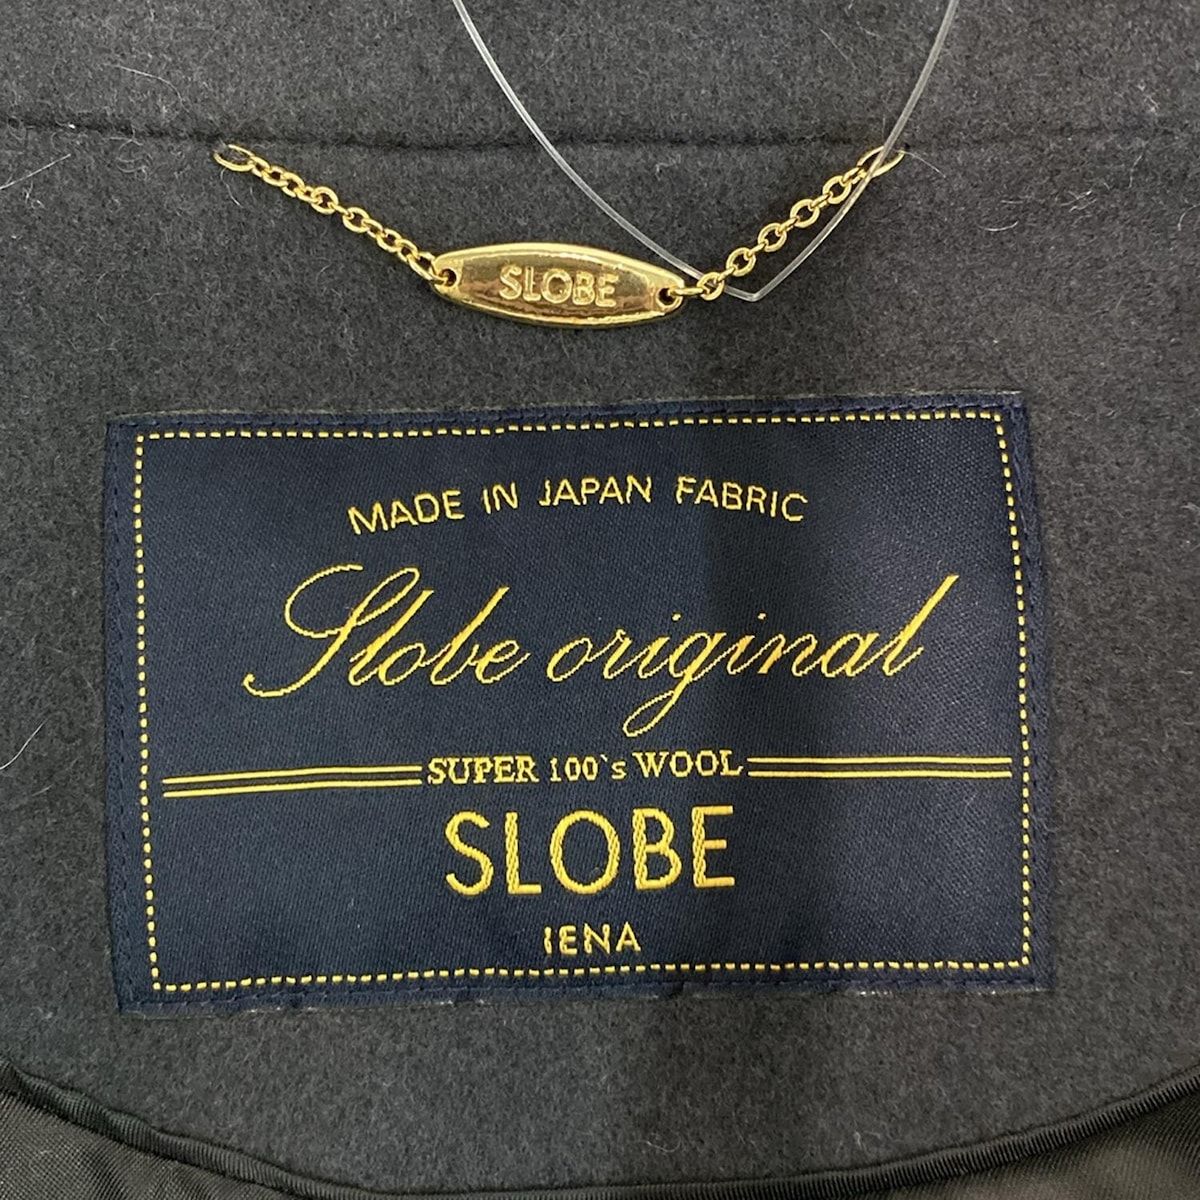 SLOBE
MADE IN JAPAN FABRIC
Slobe original
SUPER 100`s WOOL
SLOBE
IENA